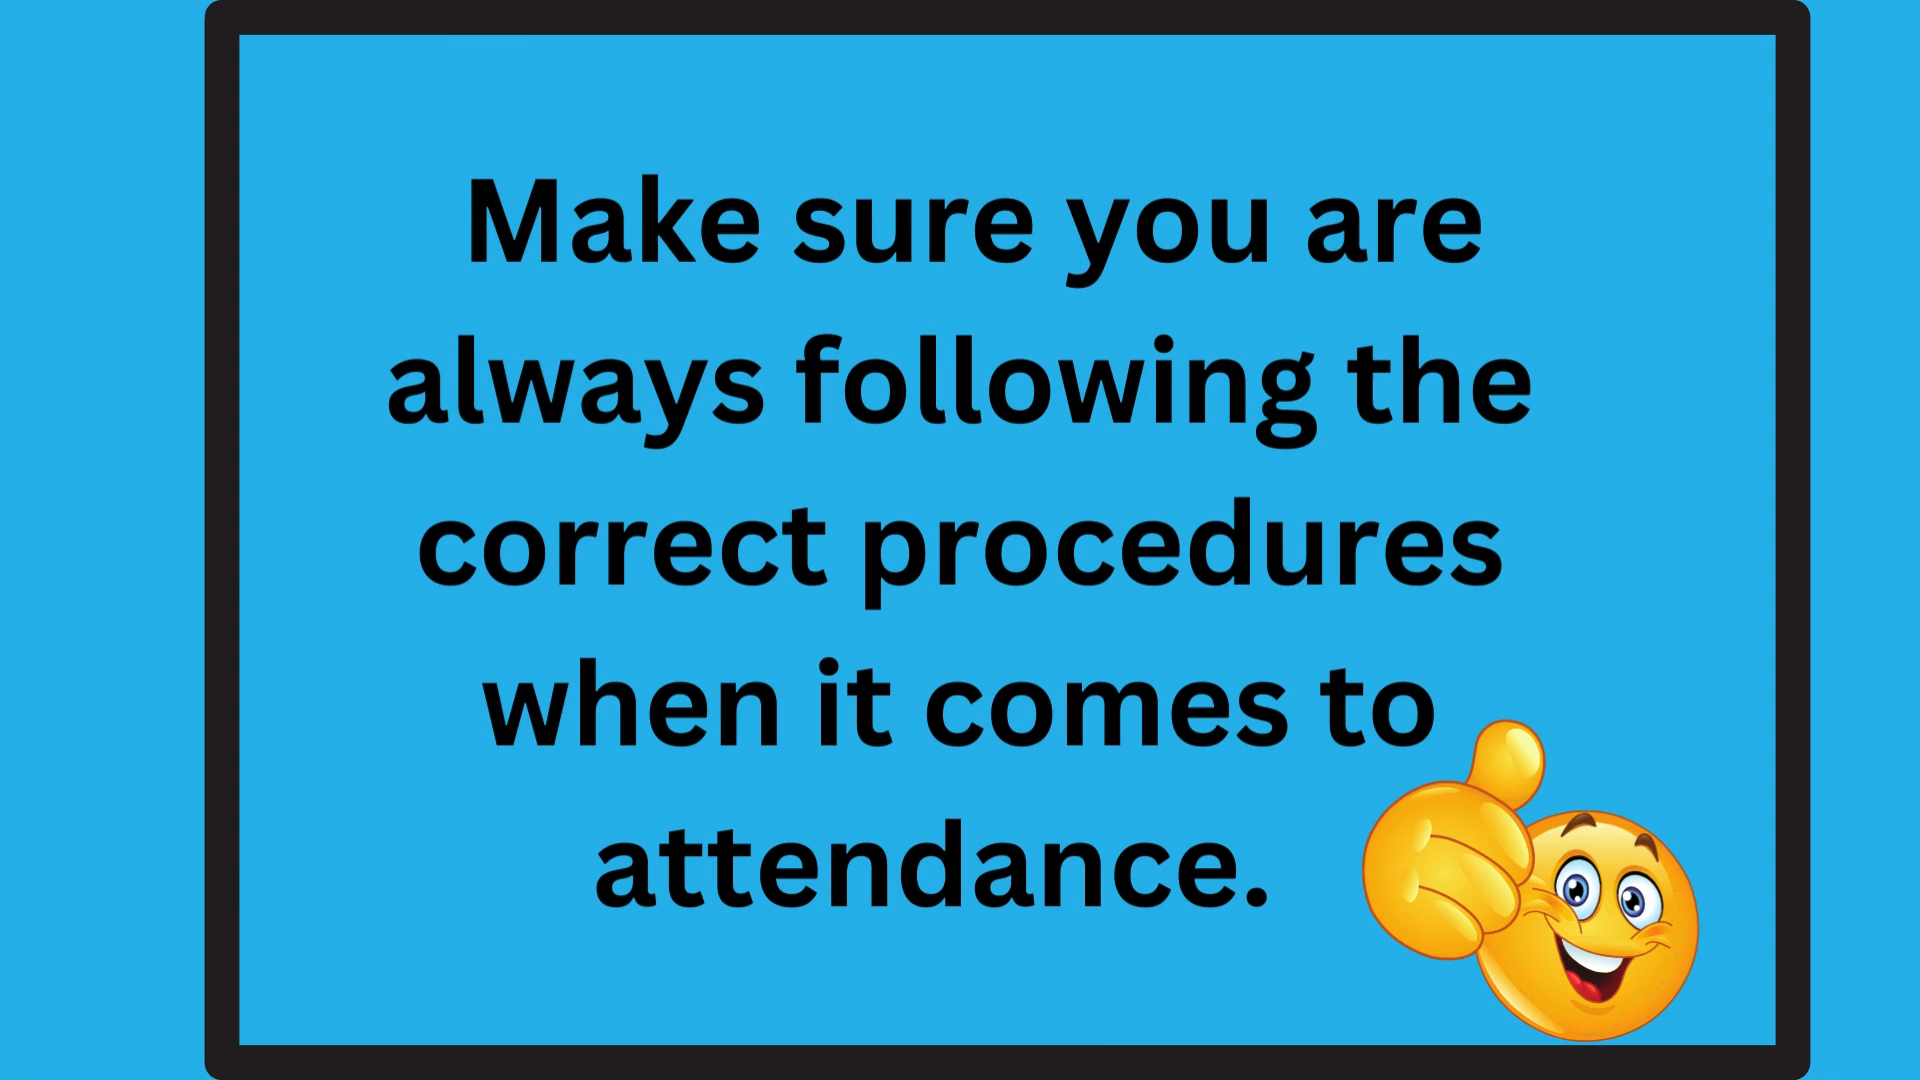 Make sure you are
always following the
correct procedures
when it comes to
attendance.